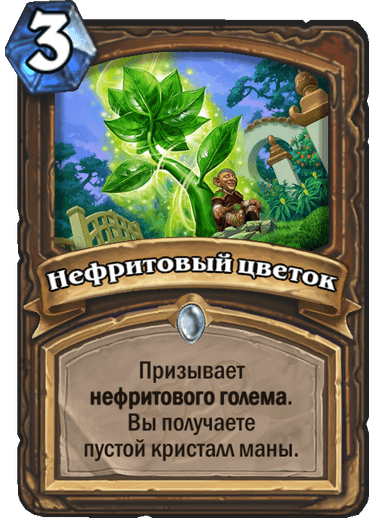 3
Нефритовый цветок
Призывает
нефритового голема.
Вы получаете
пустой кристалл маны.